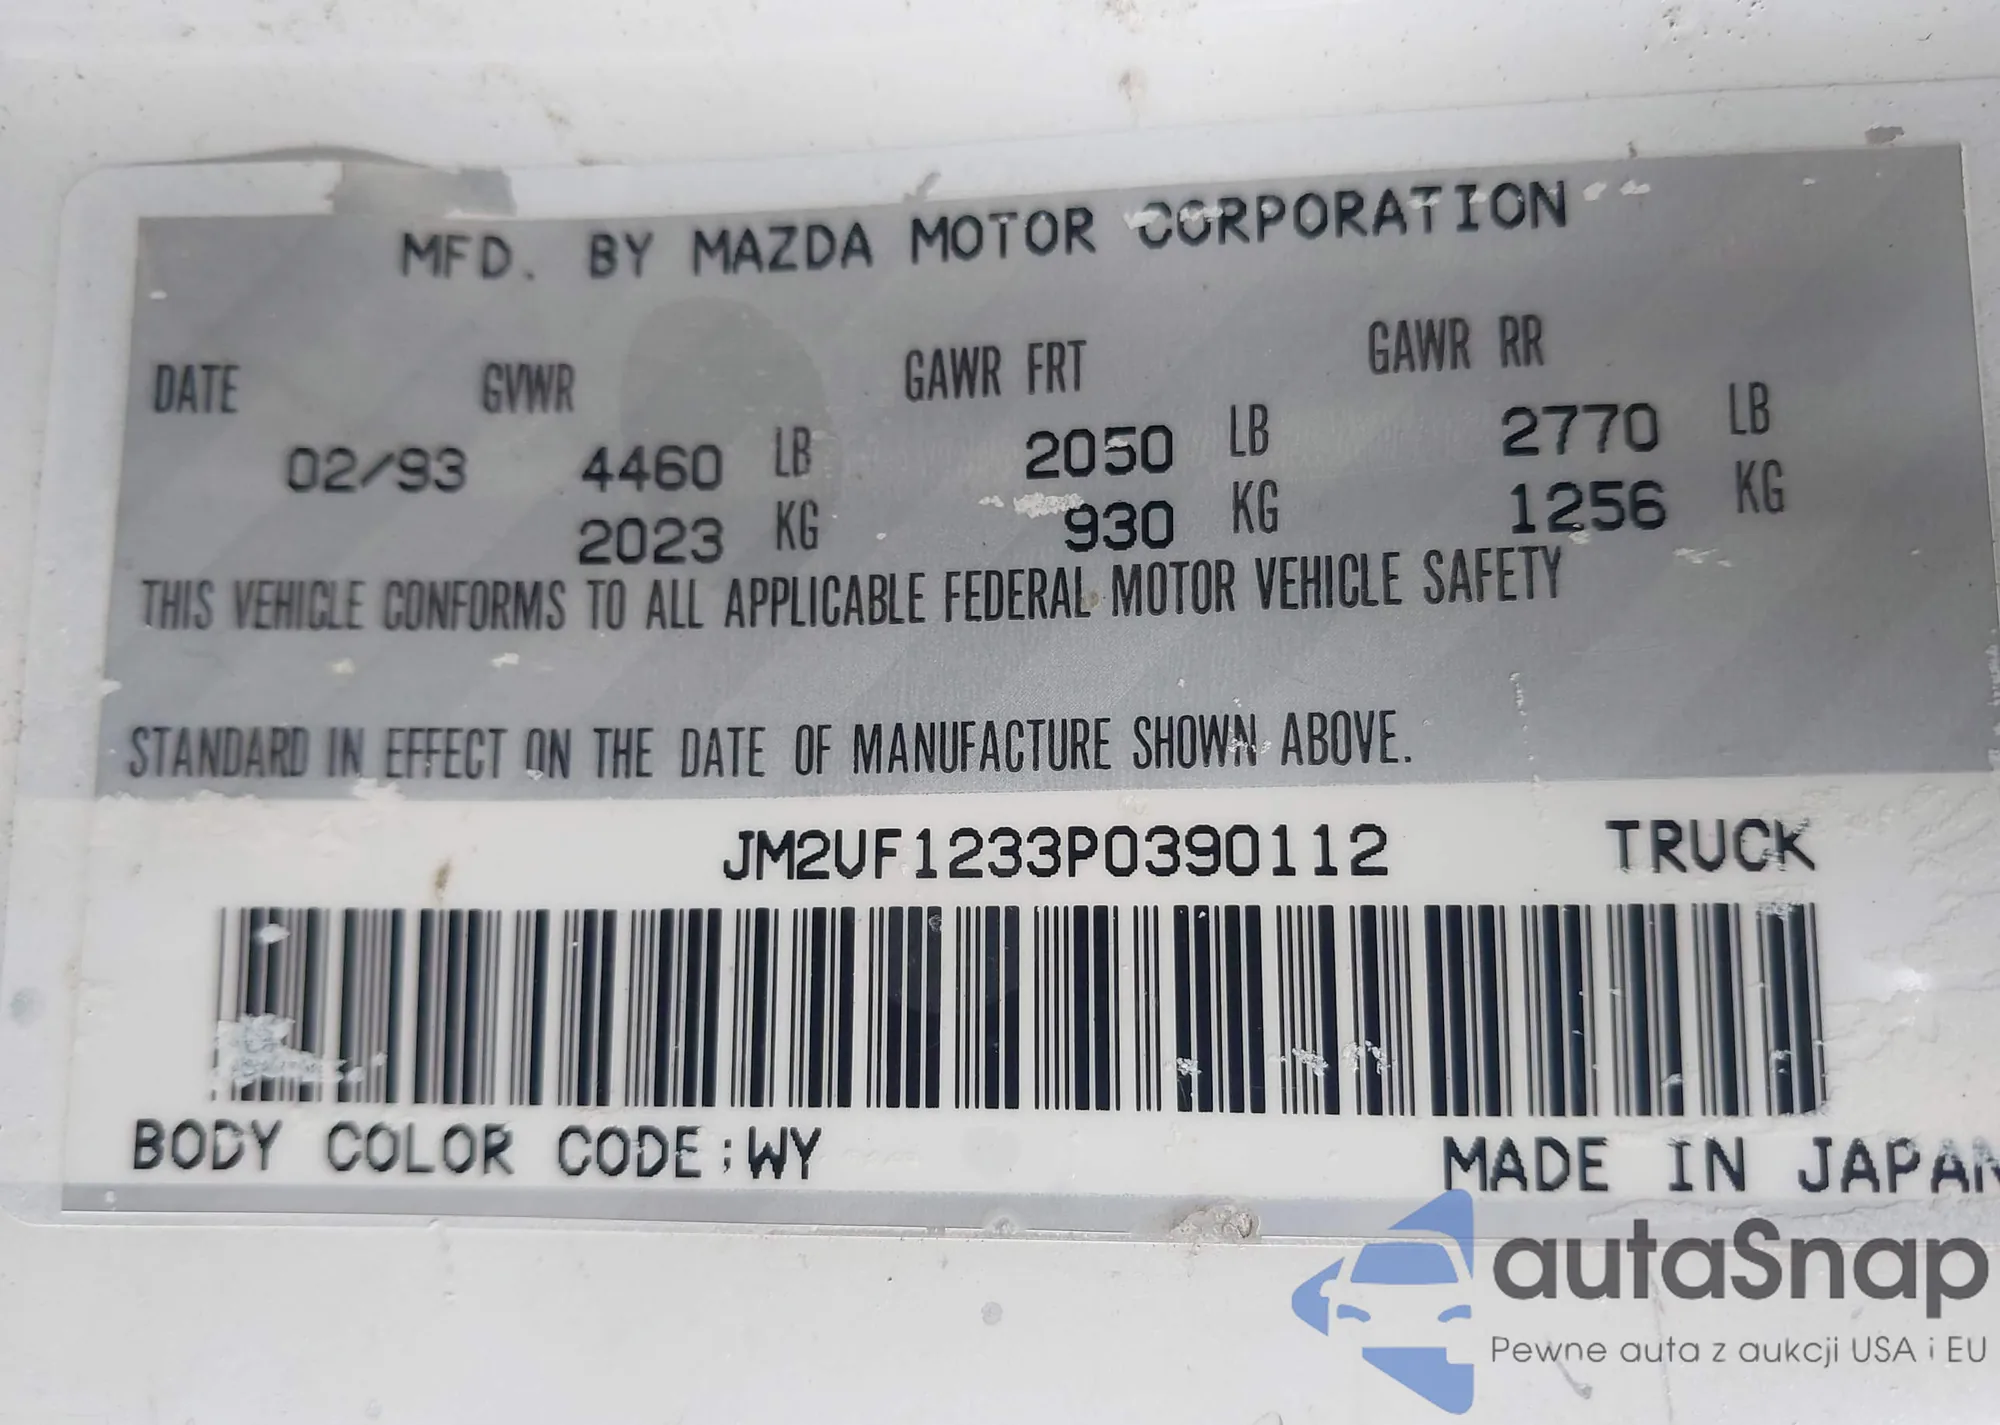 MFD. BY MAZDA MOTOR CORPORATION
DATE GVWR GAWR FRT GAWR RR
02/93 4460 LB 2050 LB 2770 LB
2023 KG 930 KG 1256 KG
THIS VEHICLE CONFORMS TO ALL APPLICABLE FEDERAL MOTOR VEHICLE SAFETY
STANDARD IN EFFECT ON THE DATE OF MANUFACTURE SHOWN ABOVE.
JM2UF1233P0390112 TRUCK
BODY COLOR CODE;WY MADE IN JAPAN
autaSnap
Pewne auta z aukcji USA i EU